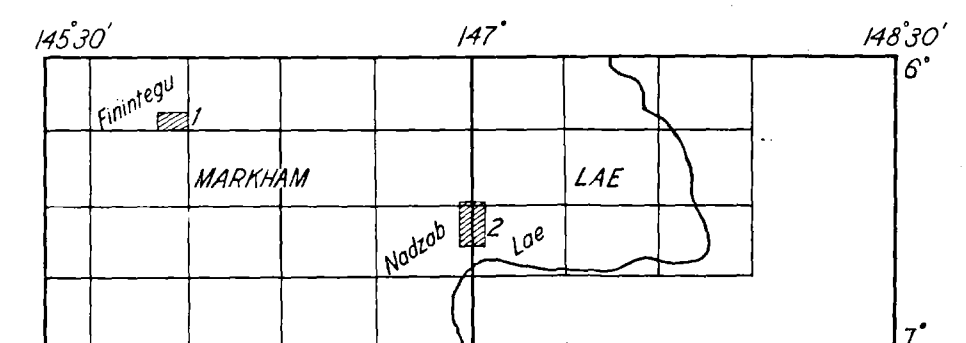 145°30' 147° 148°30'
6°
Finintegu 1
MARKHAM LAE
Nadzab 2 Lae
7°